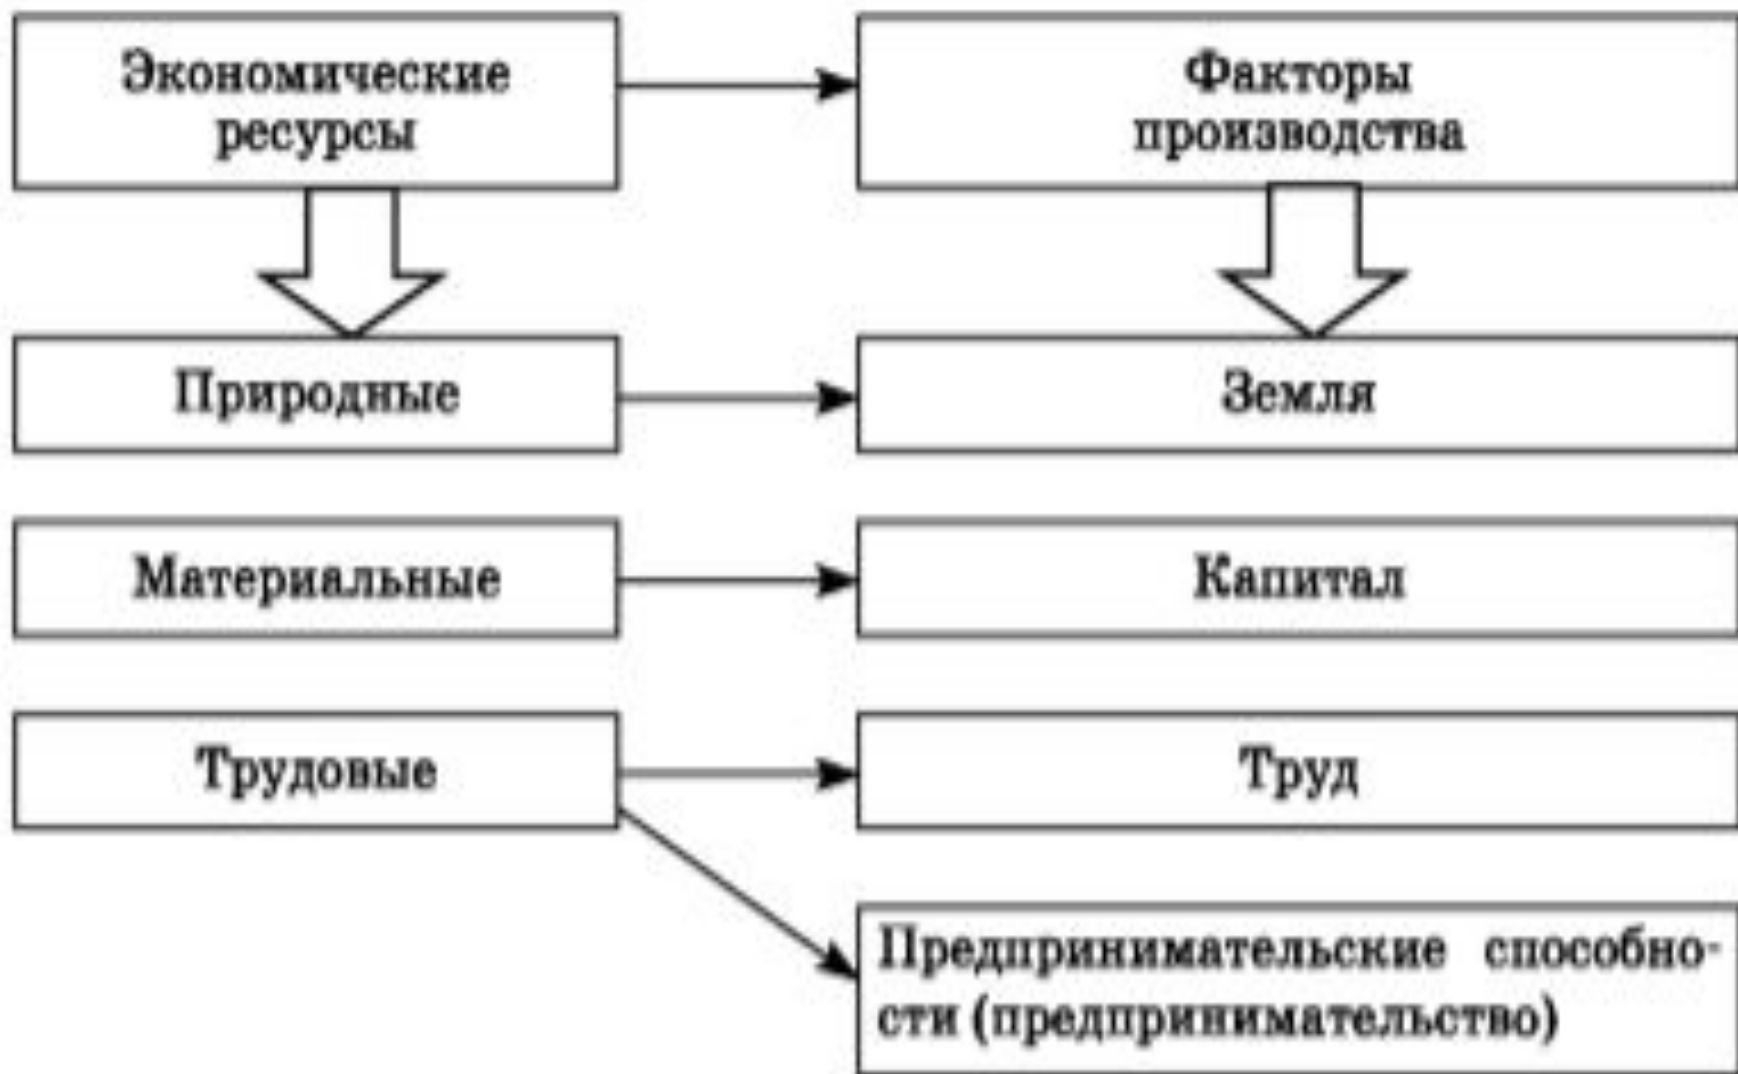 Экономические
ресурсы
Факторы
производства
Природные
Земля
Материальные
Капитал
Трудовые
Труд
Предпринимательские способно-
сти (предпринимательство)